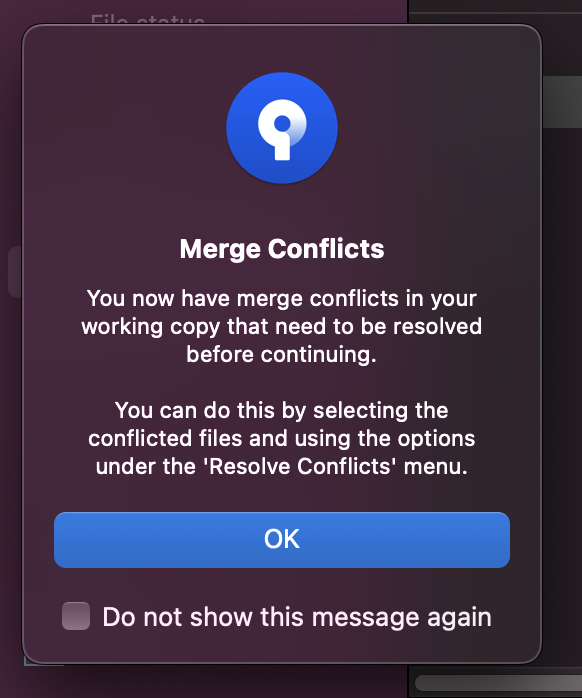 File status
Merge Conflicts
You now have merge conflicts in your
working copy that need to be resolved
before continuing.
You can do this by selecting the
conflicted files and using the options
under the 'Resolve Conflicts' menu.
OK
Do not show this message again